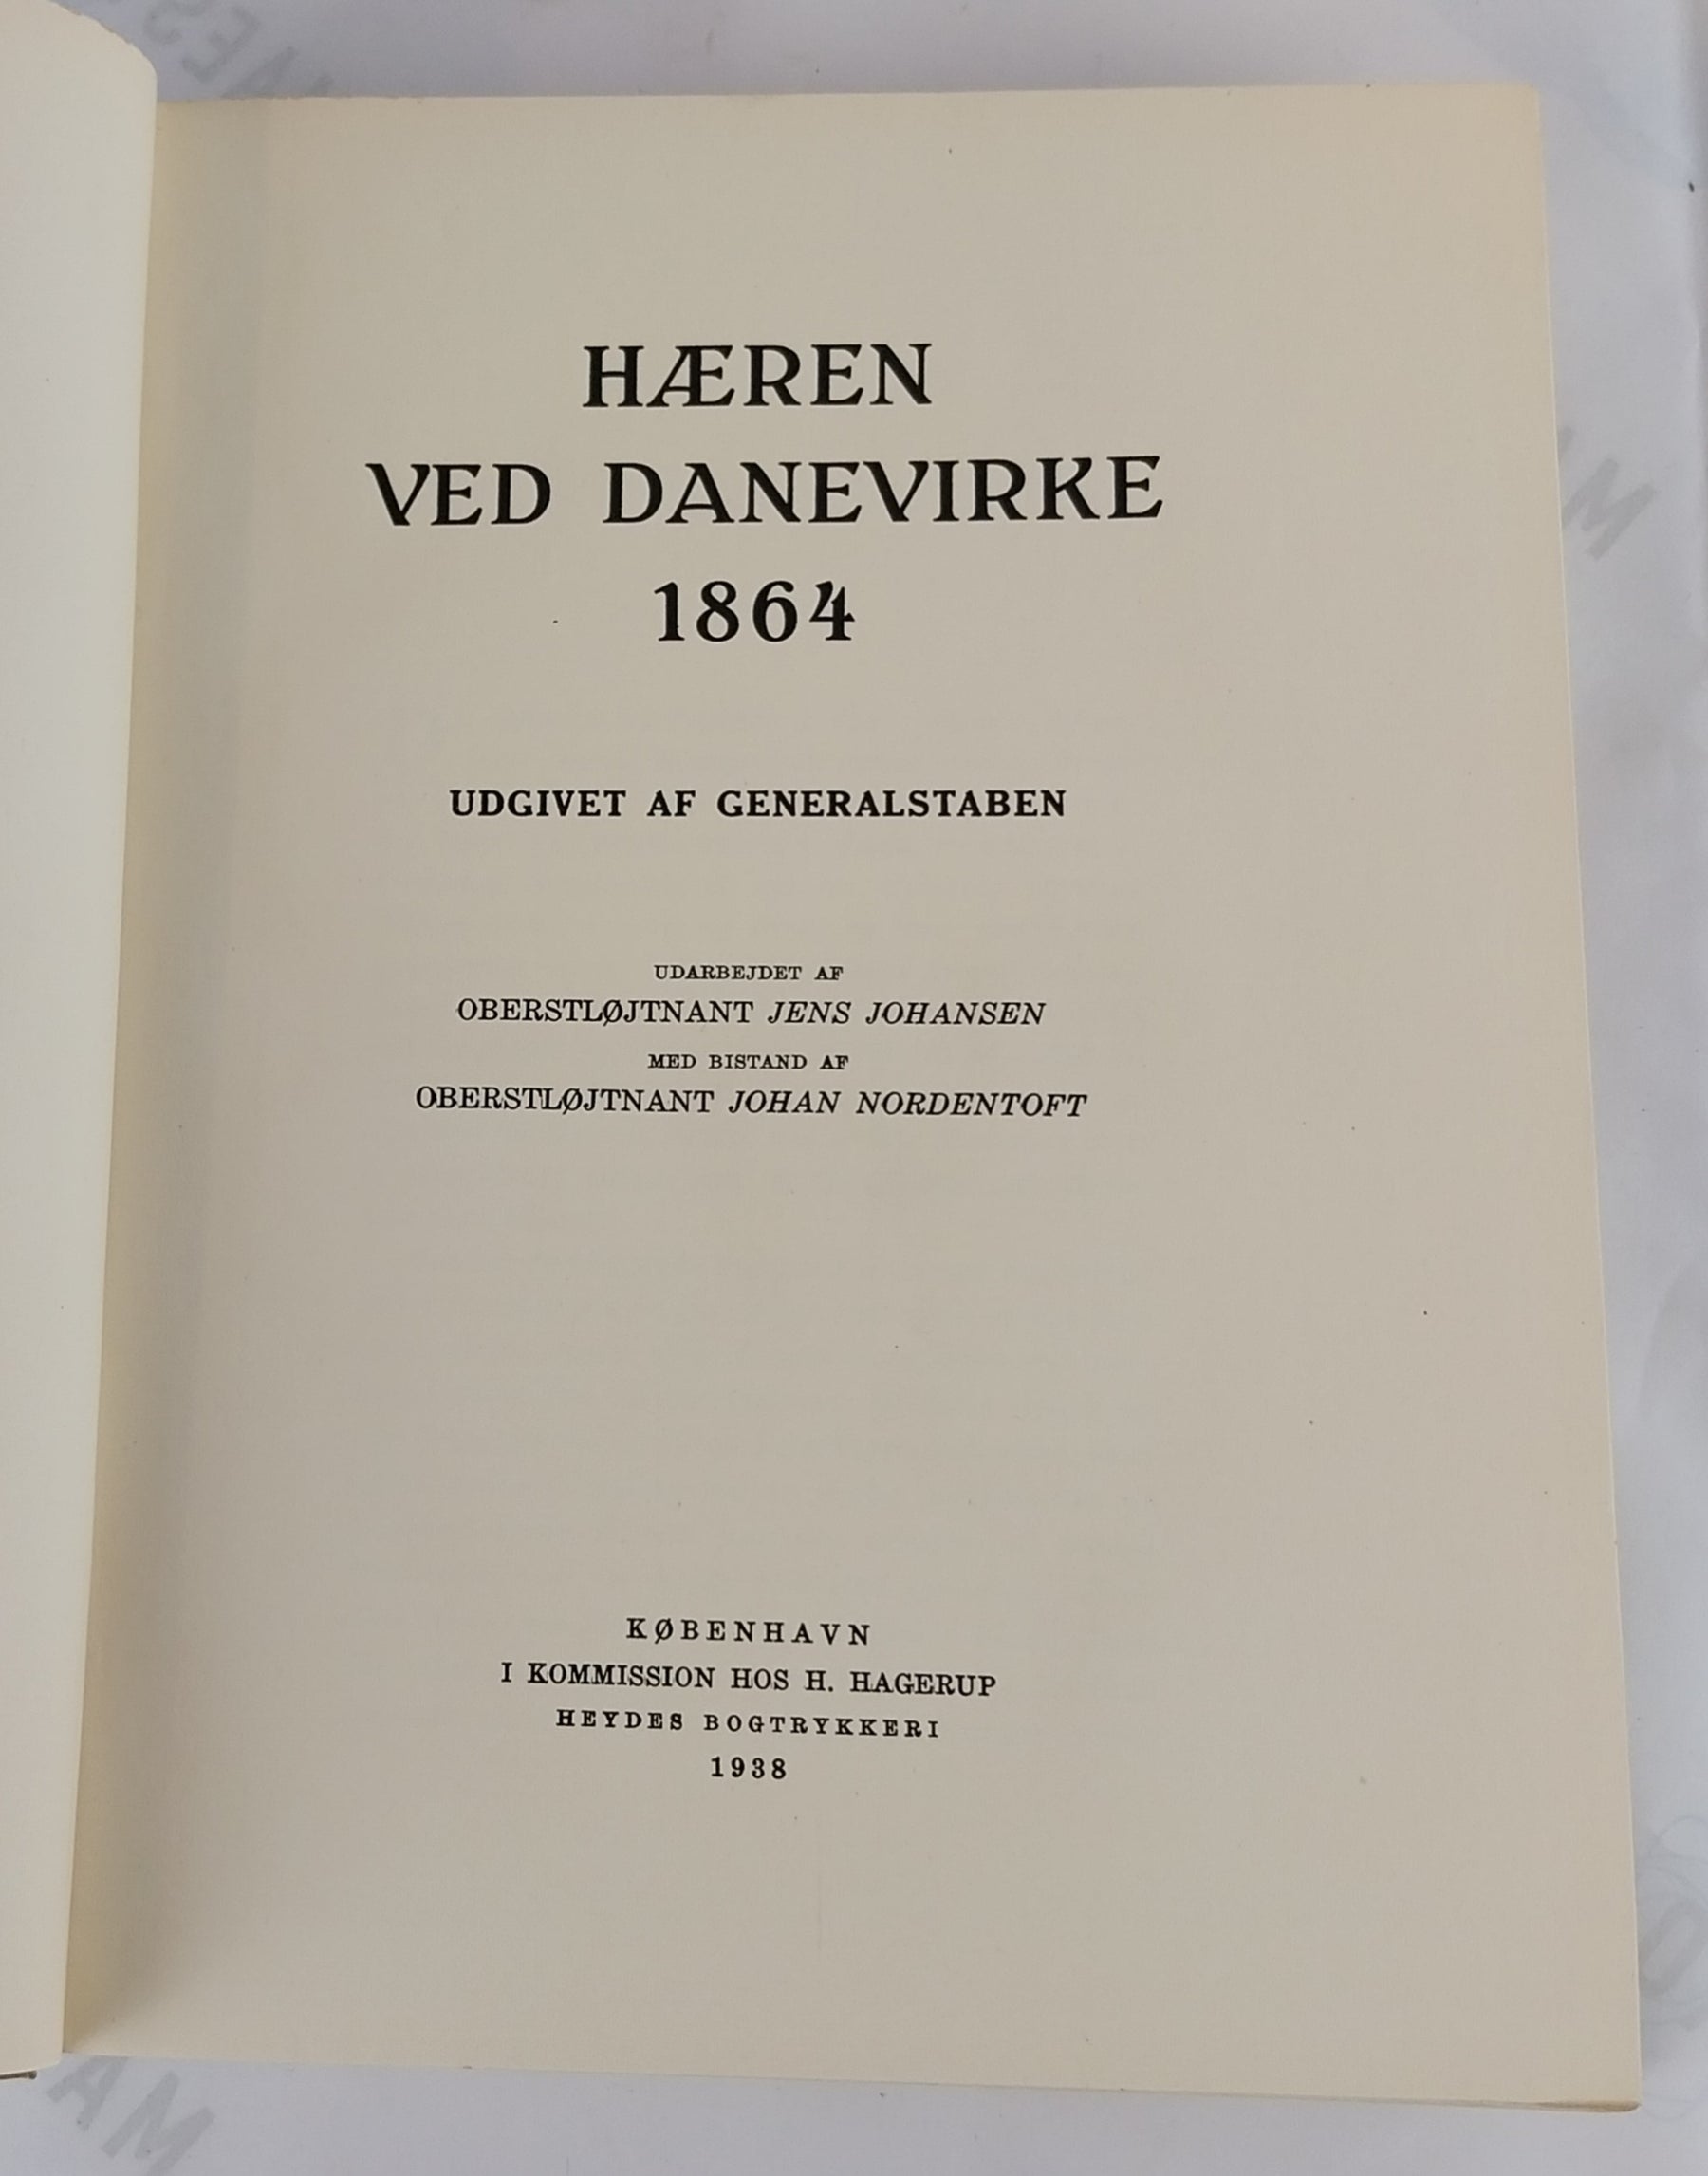 HÆREN
VED DANEVIRKE
1864
UDGIVET AF GENERALSTABEN
UDARBEJDET AF
OBERSTLØJTNANT JENS JOHANSEN
MED BISTAND AF
OBERSTLØJTNANT JOHAN NORDENTOFT
KØBENHAVN
I KOMMISSION HOS H. HAGERUP
HEYDES BOGTRYKKERI
1938